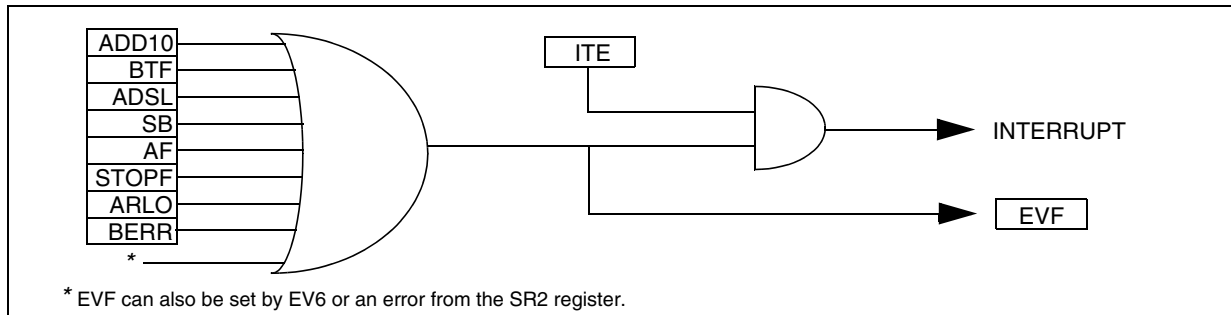 ADD10
BTF
ADSL
SB
AF
STOPF
ARLO
BERR
*
ITE
INTERRUPT
EVF
* EVF can also be set by EV6 or an error from the SR2 register.